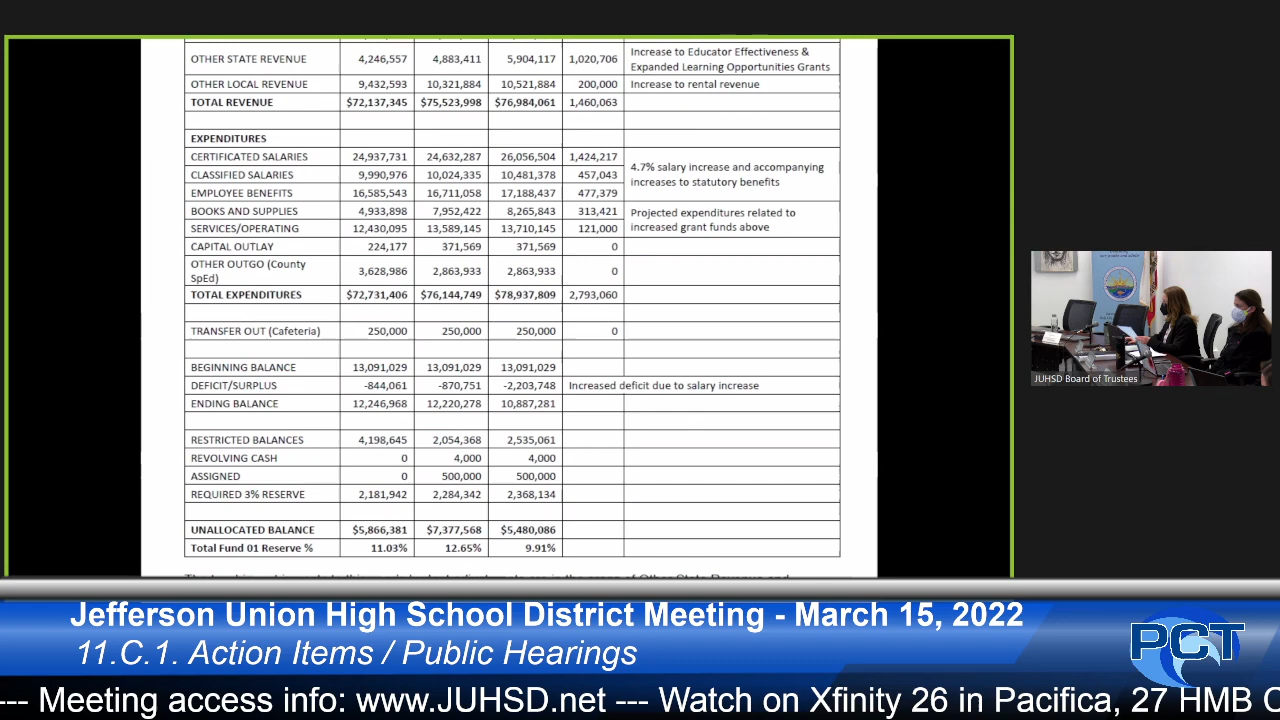 OTHER STATE REVENUE 4,246,557 4,883,411 5,904,117 1,020,706 Increase to Educator Effectiveness &
Expanded Learning Opportunities Grants
OTHER LOCAL REVENUE 9,432,593 10,321,884 10,521,884 200,000 Increase to rental revenue
TOTAL REVENUE $72,137,345 $75,523,998 $76,984,061 1,460,063
EXPENDITURES
CERTIFICATED SALARIES 24,937,731 24,632,287 26,056,504 1,424,217
4.7% salary increase and accompanying
CLASSIFIED SALARIES 9,990,976 10,024,335 10,481,378 457,043
increases to statutory benefits
EMPLOYEE BENEFITS 16,585,543 16,711,058 17,188,437 477,379
BOOKS AND SUPPLIES 4,933,898 7,952,422 8,265,843 313,421 Projected expenditures related to
SERVICES/OPERATING 12,430,095 13,589,145 13,710,145 121,000 increased grant funds above
CAPITAL OUTLAY 224,177 371,569 371,569 0
OTHER OUTGO (County
SpEd) 3,628,986 2,863,933 2,863,933 0
TOTAL EXPENDITURES $72,731,406 $76,144,749 $78,937,809 2,793,060
TRANSFER OUT (Cafeteria) 250,000 250,000 250,000 0
BEGINNING BALANCE 13,091,029 13,091,029 13,091,029
DEFICIT/SURPLUS -844,061 -870,751 -2,203,748 Increased deficit due to salary increase
ENDING BALANCE 12,246,968 12,220,278 10,887,281
RESTRICTED BALANCES 4,198,645 2,054,368 2,535,061
REVOLVING CASH 0 4,000 4,000
ASSIGNED 0 500,000 500,000
REQUIRED 3% RESERVE 2,181,942 2,284,342 2,368,134
UNALLOCATED BALANCE $5,866,381 $7,377,568 $5,480,086
Total Fund 01 Reserve % 11.03% 12.65% 9.91%
JUHSD Board of Trustees
Jefferson Union High School District Meeting - March 15, 2022
11.C.1. Action Items / Public Hearings
PCT
--- Meeting access info: www.JUHSD.net --- Watch on Xfinity 26 in Pacifica, 27 HMB C